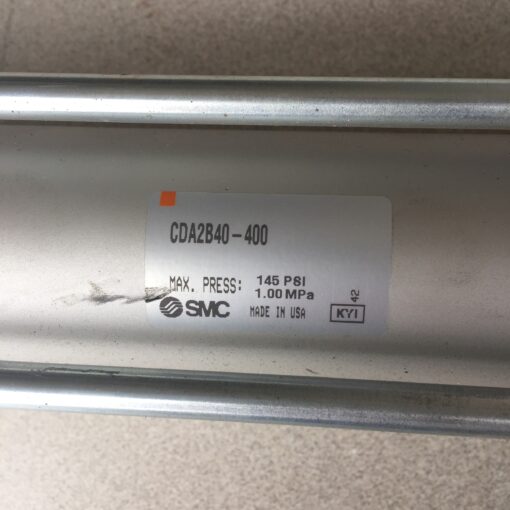 CDA2B40-400
MAX. PRESS: 145 PSI
1.00 MPa
SMC MADE IN USA KYI 42